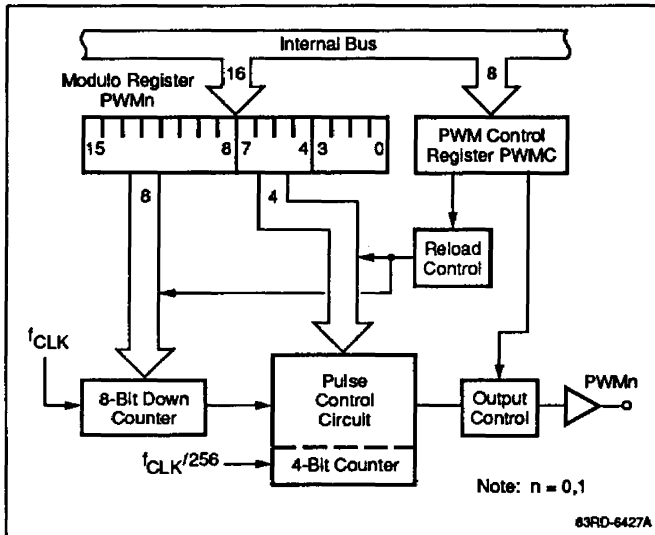 Internal Bus
16
8
Modulo Register
PWMn
15
8
7
4
3
0
PWM Control
Register PWMC
6
4
Reload
Control
fCLK
8-Bit Down
Counter
Pulse
Control
Circuit
Output
Control
PWMn
fCLK/256
4-Bit Counter
Note: n = 0,1
83RD-6427A